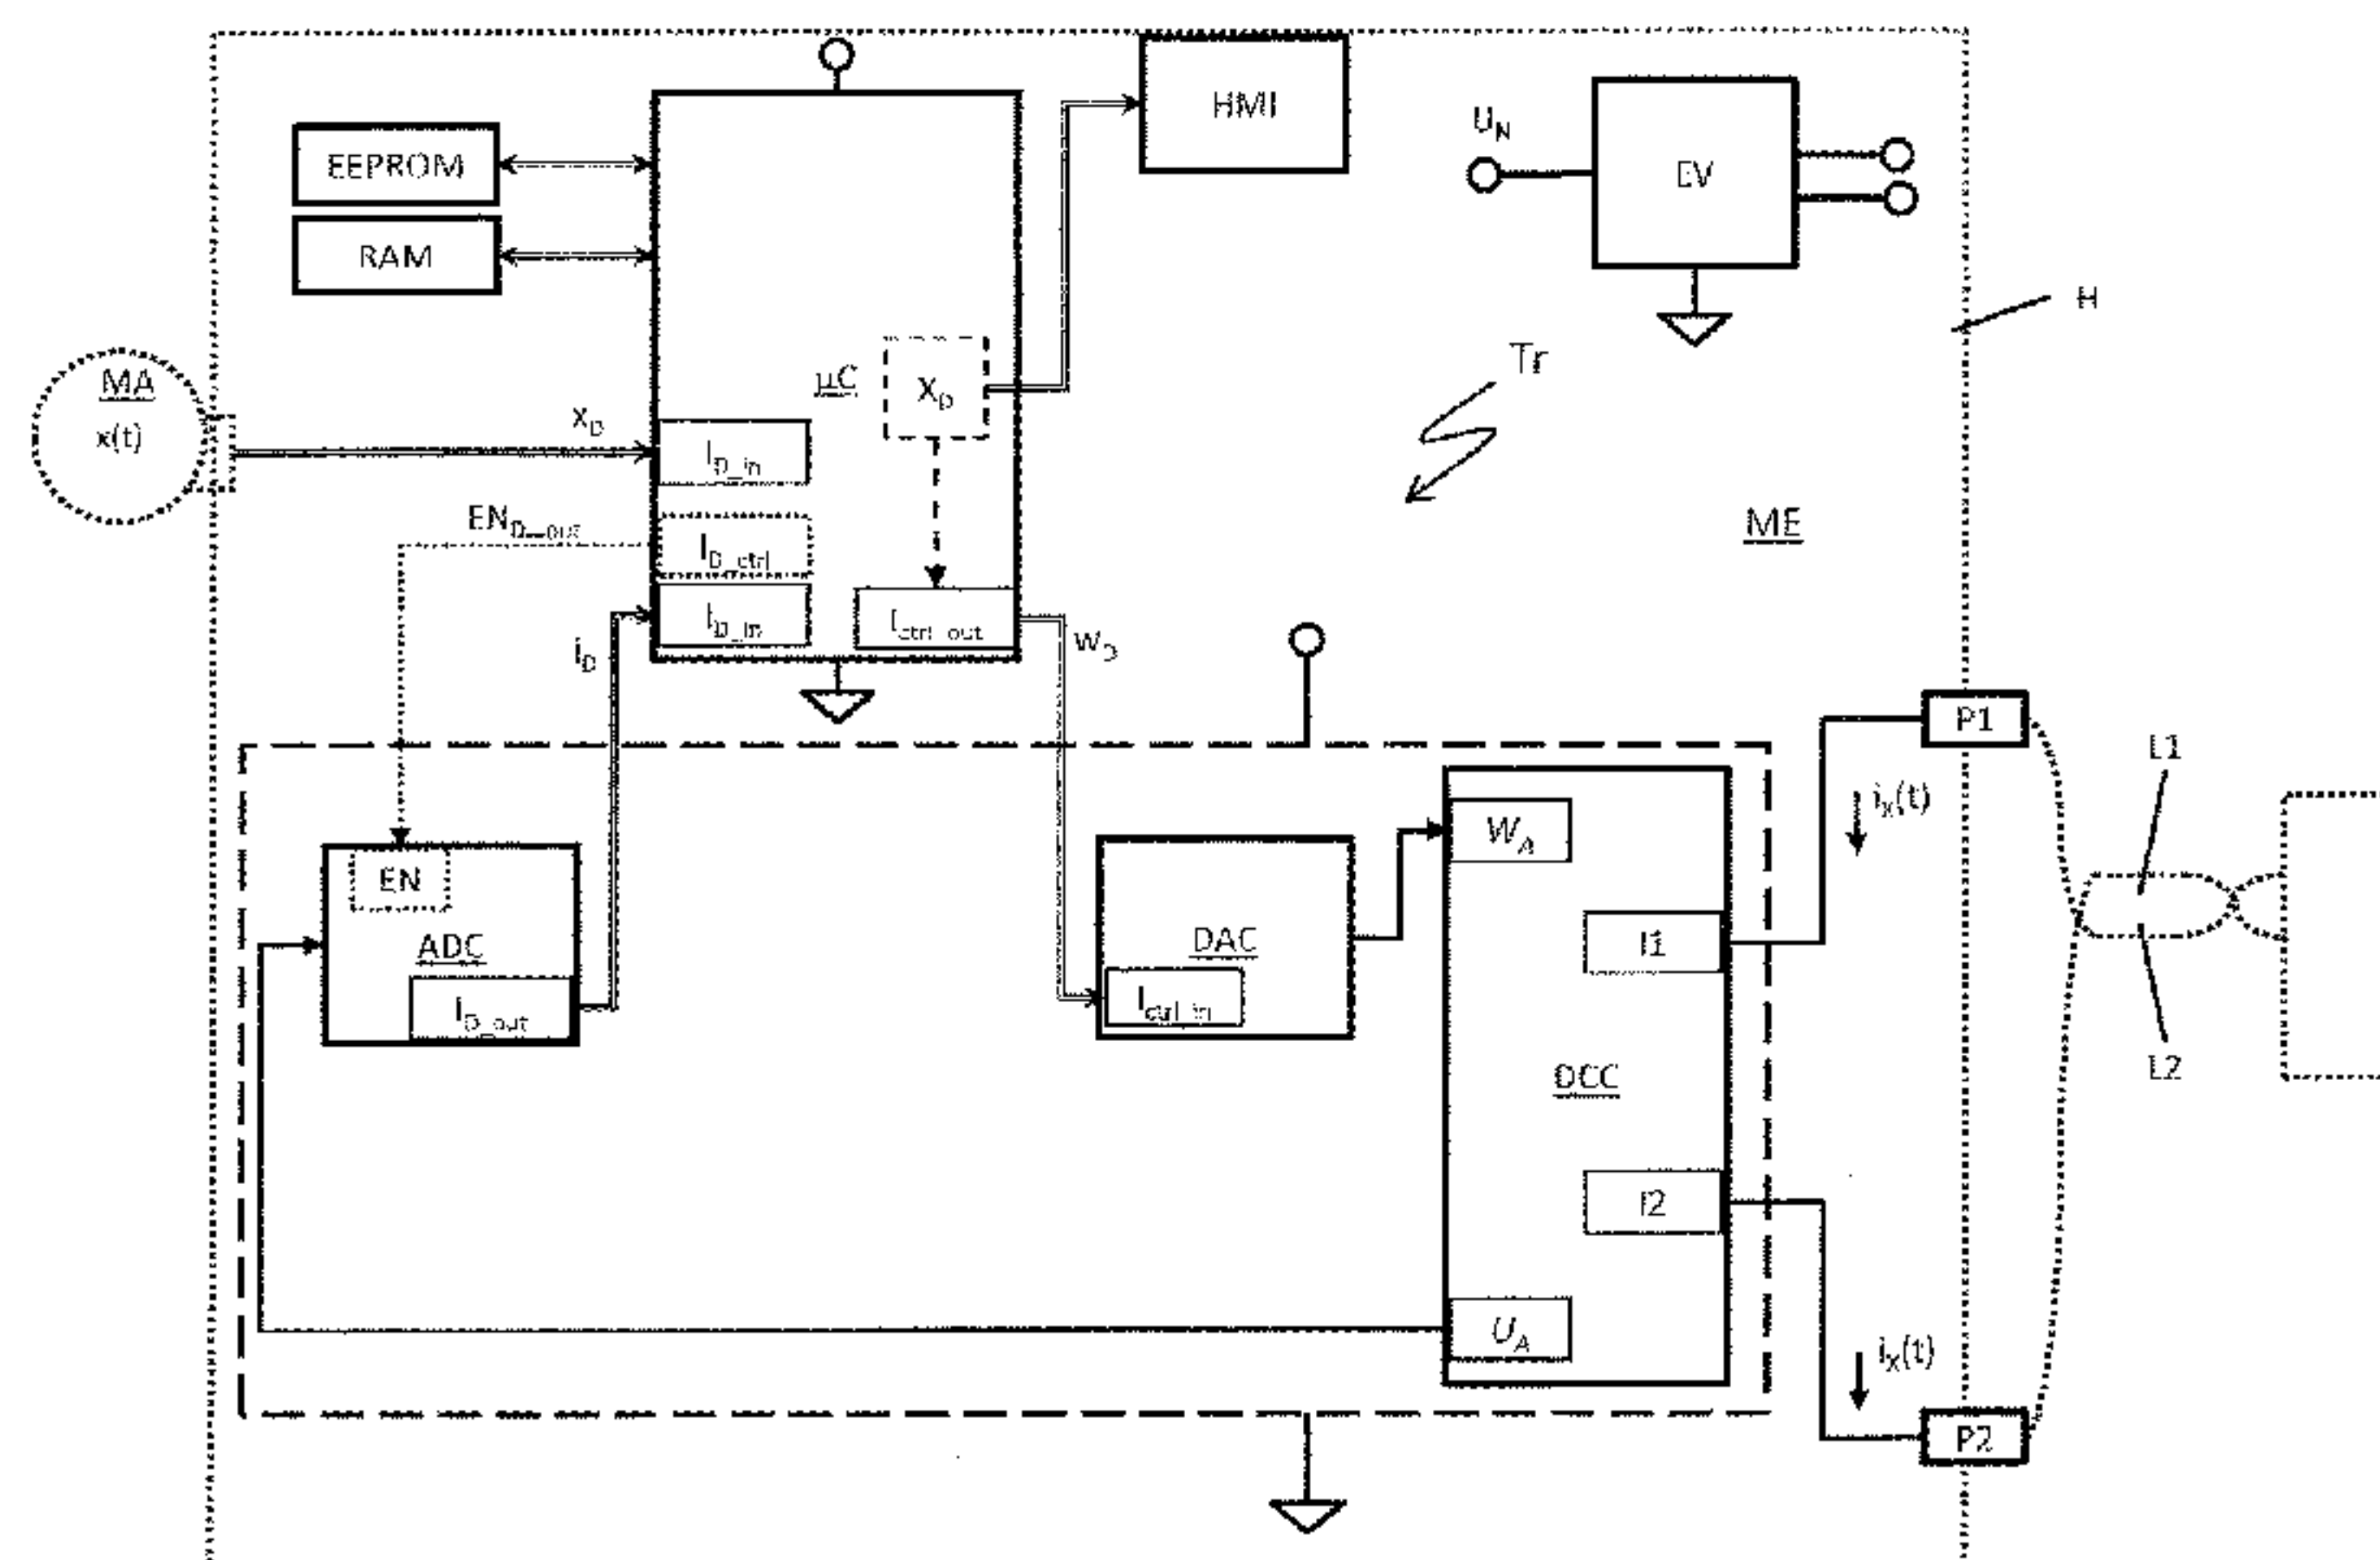 HMI
U_N
EV
EEPROM
RAM
H
Tr
MA
x(t)
µC
X_D
x_D
I_D_in
EN_D_out
I_D_ctrl
ME
I_D_in
I_ctrl_out
i_D
w_D
P1
L1
i_x(t)
W_A
EN
ADC
DAC
I1
I_D_out
I_ctrl_in
DCC
L2
I2
U_A
i_x(t)
P2